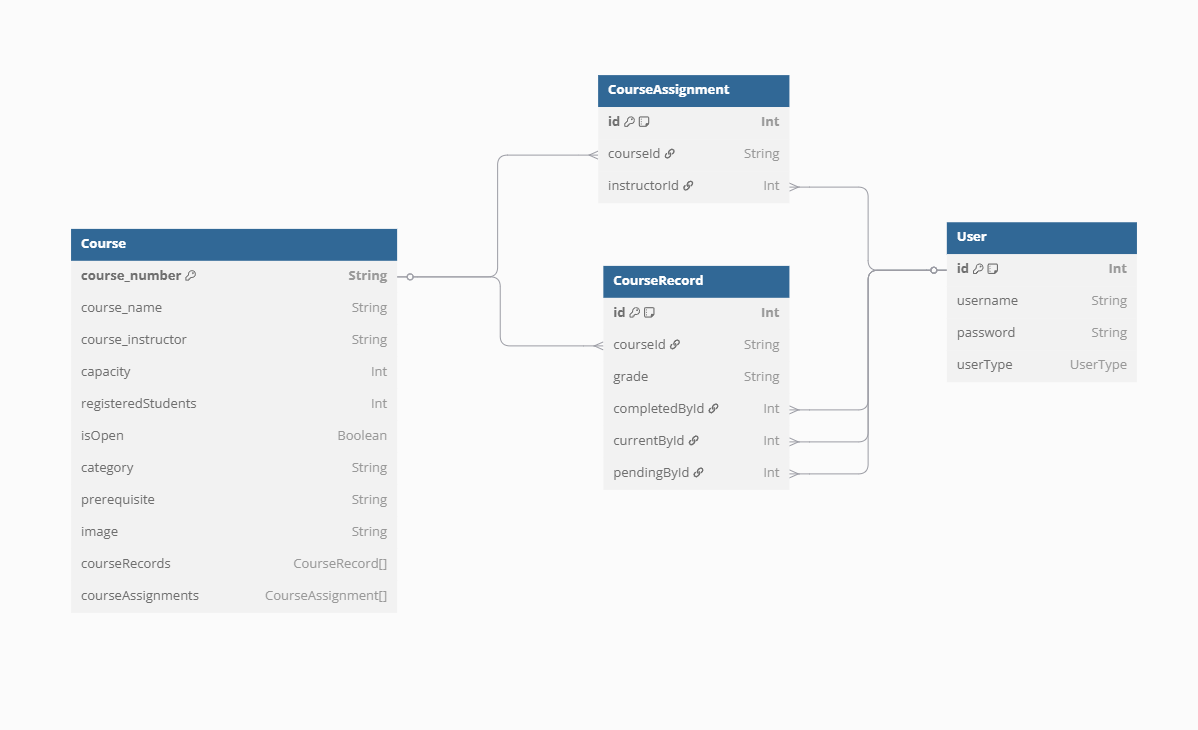 CourseAssignment
id Int
courseId String
instructorId Int
Course
course_number String
course_name String
course_instructor String
capacity Int
registeredStudents Int
isOpen Boolean
category String
prerequisite String
image String
courseRecords CourseRecord[]
courseAssignments CourseAssignment[]
CourseRecord
id Int
courseId String
grade String
completedById Int
currentById Int
pendingById Int
User
id Int
username String
password String
userType UserType